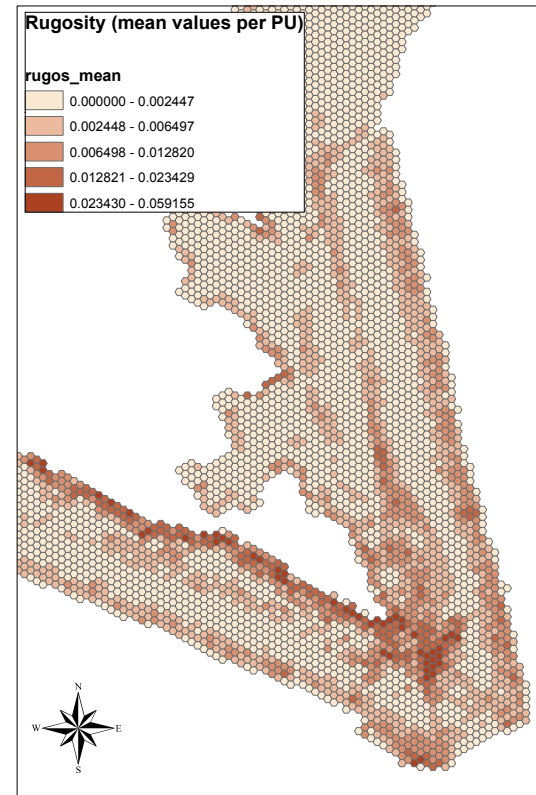 Rugosity (mean values per PU)
rugos_mean
0.000000 - 0.002447
0.002448 - 0.006497
0.006498 - 0.012820
0.012821 - 0.023429
0.023430 - 0.059155
N
W E
S